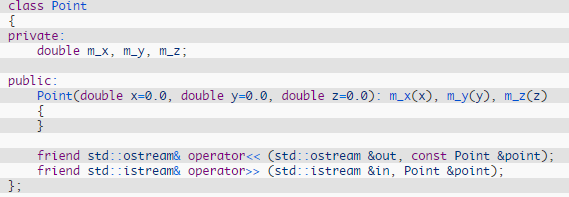 class Point
{
private:
    double m_x, m_y, m_z;

public:
    Point(double x=0.0, double y=0.0, double z=0.0): m_x(x), m_y(y), m_z(z)
    {
    }

    friend std::ostream& operator<< (std::ostream &out, const Point &point);
    friend std::istream& operator>> (std::istream &in, Point &point);
};